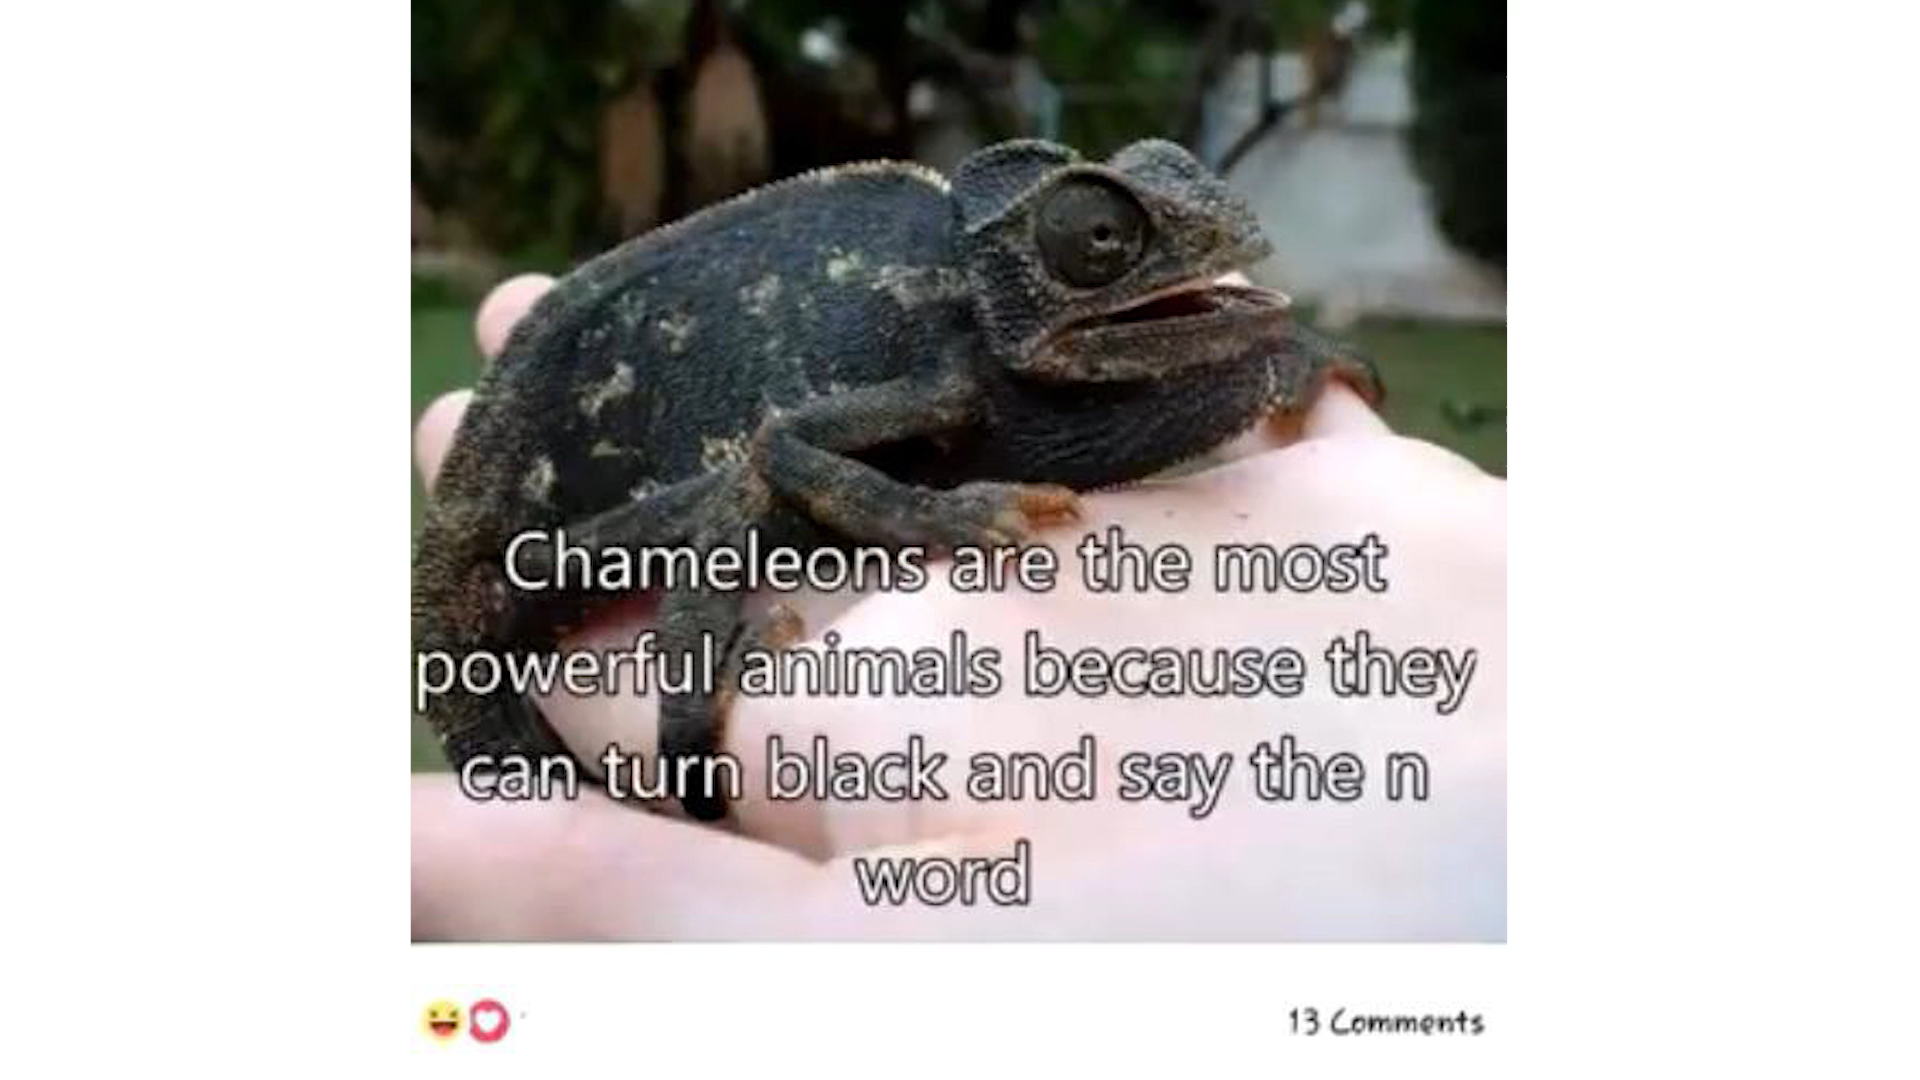 Chameleons are the most
powerful animals because they
can turn black and say the n
word
13 Comments